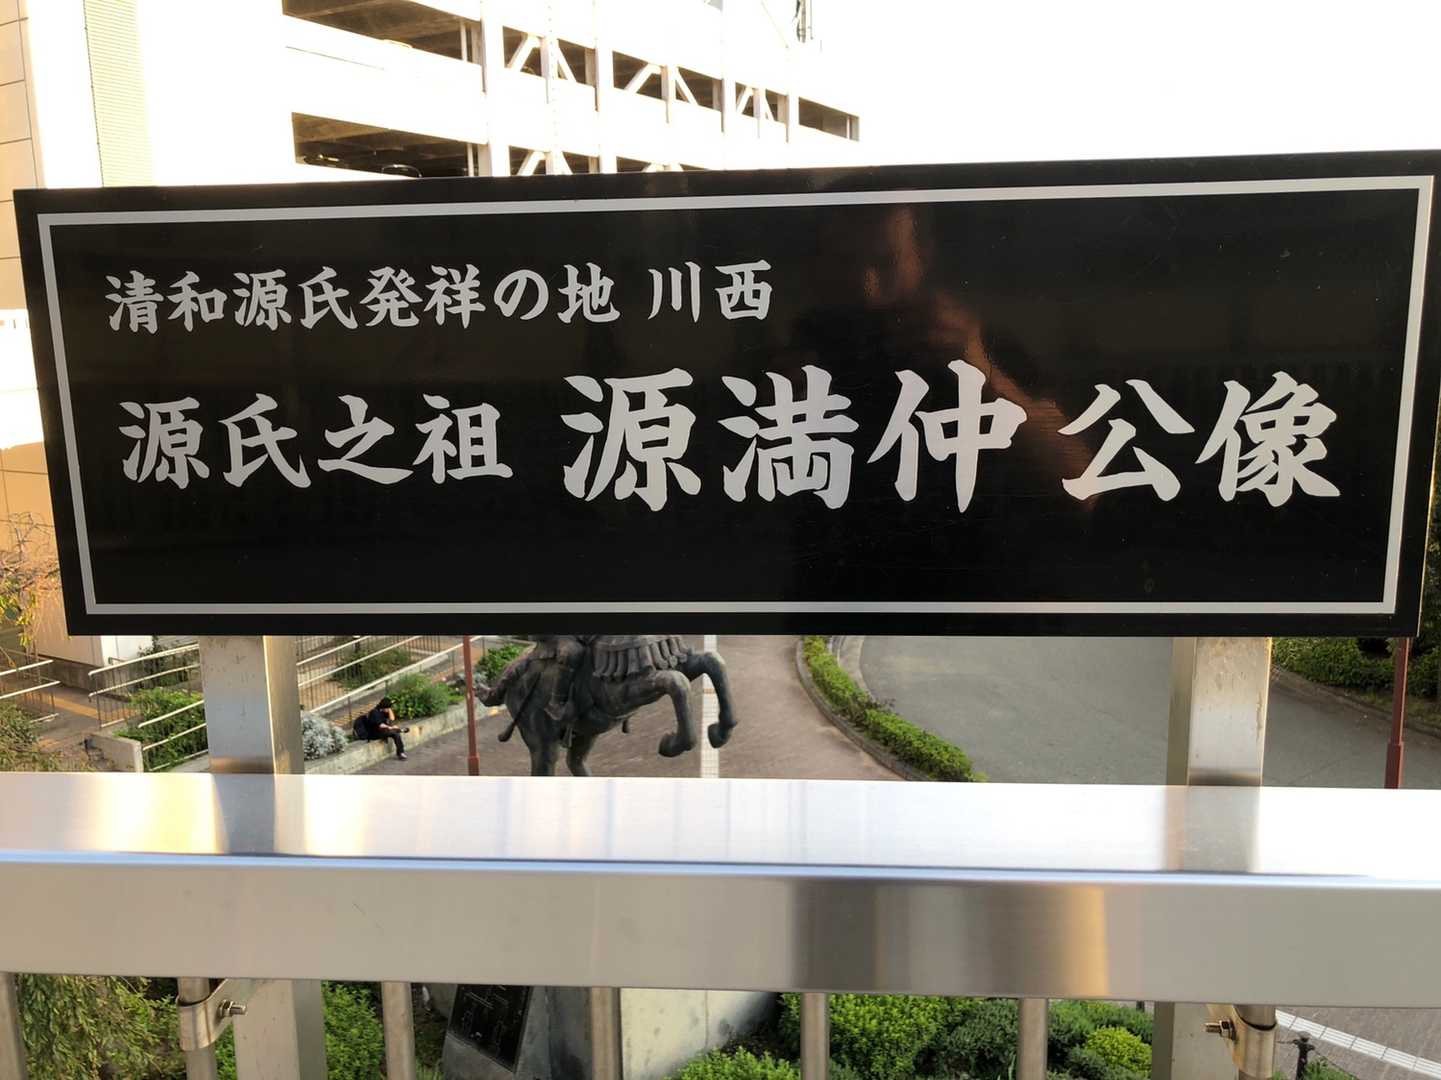 清和源氏発祥の地 川西
源氏之祖 源満仲 公像